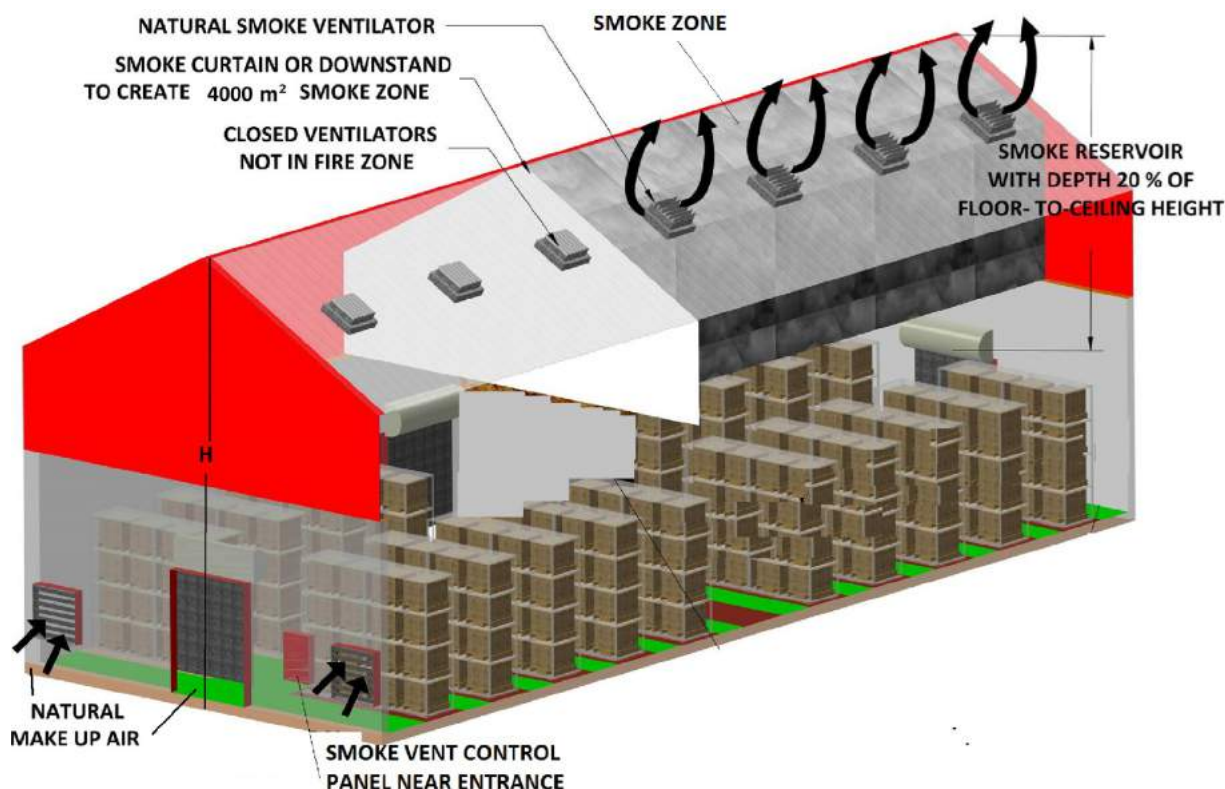 NATURAL SMOKE VENTILATOR
SMOKE ZONE
SMOKE CURTAIN OR DOWNSTAND
TO CREATE 4000 m² SMOKE ZONE
CLOSED VENTILATORS
NOT IN FIRE ZONE
SMOKE RESERVOIR
WITH DEPTH 20 % OF
FLOOR- TO-CEILING HEIGHT
H
NATURAL
MAKE UP AIR
SMOKE VENT CONTROL
PANEL NEAR ENTRANCE